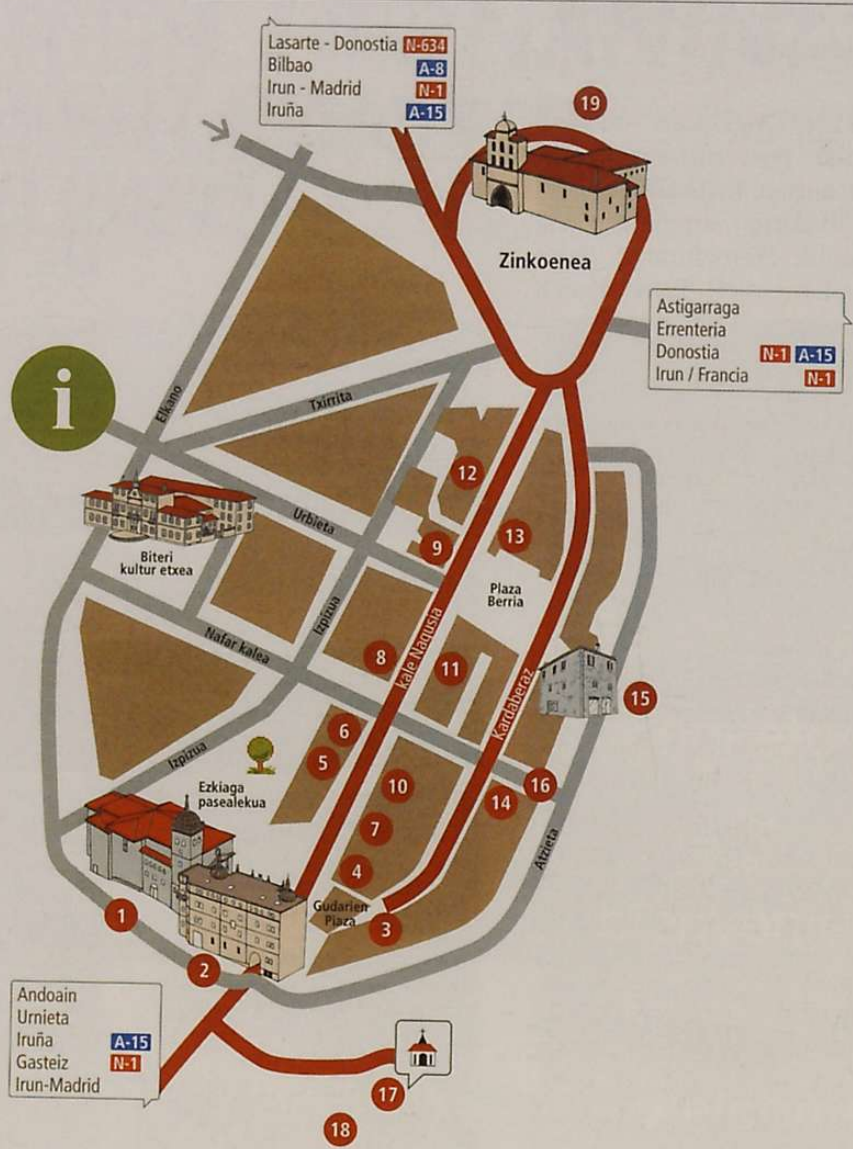 Lasarte - Donostia N-634
Bilbao A-8
Irun - Madrid N-1
Iruña A-15
19
Zinkoenea
Astigarraga
Errenteria
Donostia N-1 A-15
Irun / Francia N-1
i
Elkano
Txirrita
12
Urbieta
9
13
Biteri
kultur etxea
Plaza
Berria
Izpizua
Nafar kalea
8
kale Nagusia
11
Kardaberaz
15
6
5
Izpizua
Ezkiaga
pasealekua
10
14
16
7
Atzieta
4
Gudarien
Plaza
3
1
2
Andoain
Urnieta
Iruña A-15
Gasteiz N-1
Irun-Madrid
17
18